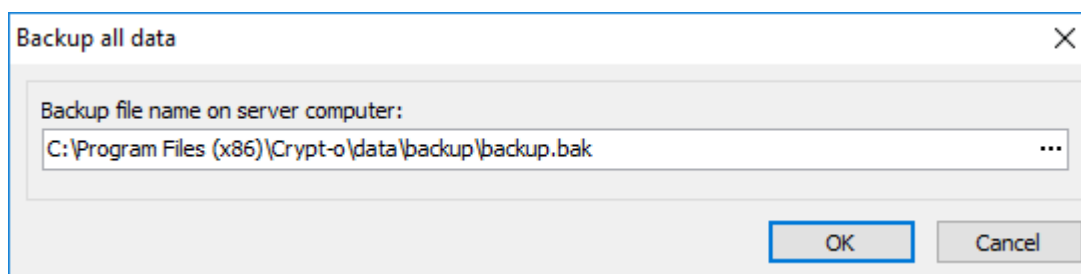 Backup all data
Backup file name on server computer:
C:\Program Files (x86)\Crypt-o\data\backup\backup.bak
...
OK
Cancel